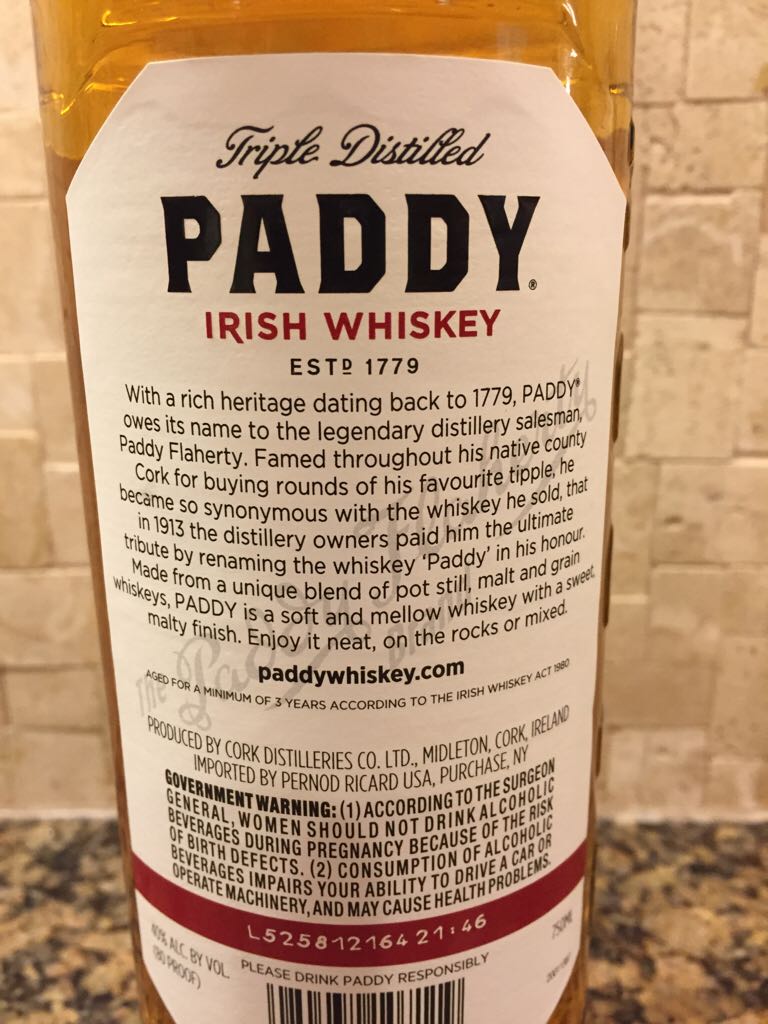 Triple Distilled
PADDY®
IRISH WHISKEY
ESTD 1779
With a rich heritage dating back to 1779, PADDY®
owes its name to the legendary distillery salesman,
Paddy Flaherty. Famed throughout his native county
Cork for buying rounds of his favourite tipple, he
became so synonymous with the whiskey he sold, that
in 1913 the distillery owners paid him the ultimate
tribute by renaming the whiskey ‘Paddy’ in his honour.
Made from a unique blend of pot still, malt and grain
whiskeys, PADDY is a soft and mellow whiskey with a sweet,
malty finish. Enjoy it neat, on the rocks or mixed.
paddywhiskey.com
AGED FOR A MINIMUM OF 3 YEARS ACCORDING TO THE IRISH WHISKEY ACT 1980
PRODUCED BY CORK DISTILLERIES CO. LTD., MIDLETON, CORK, IRELAND
IMPORTED BY PERNOD RICARD USA, PURCHASE, NY
GOVERNMENT WARNING: (1) ACCORDING TO THE SURGEON
GENERAL, WOMEN SHOULD NOT DRINK ALCOHOLIC
BEVERAGES DURING PREGNANCY BECAUSE OF THE RISK
OF BIRTH DEFECTS. (2) CONSUMPTION OF ALCOHOLIC
BEVERAGES IMPAIRS YOUR ABILITY TO DRIVE A CAR OR
OPERATE MACHINERY, AND MAY CAUSE HEALTH PROBLEMS.
L525812164 21:46
40% ALC. BY VOL.
(80 PROOF)
750ML
PLEASE DRINK PADDY RESPONSIBLY